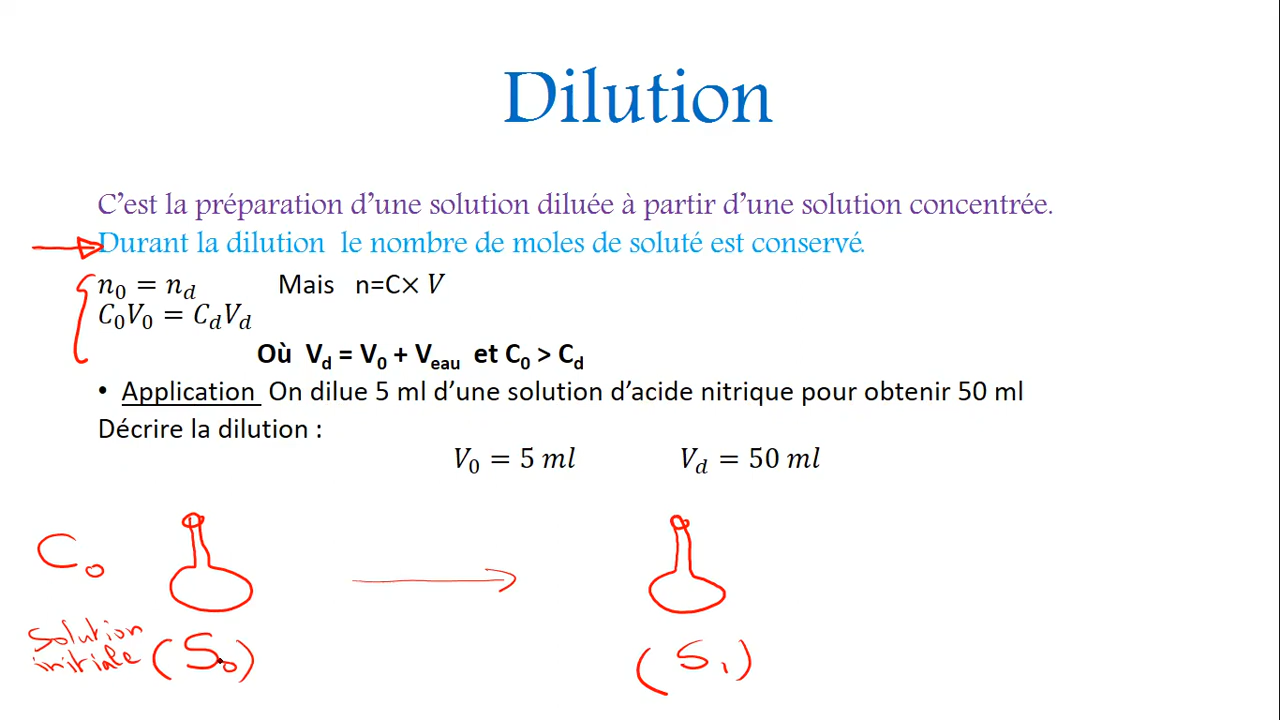 Dilution
C'est la préparation d'une solution diluée à partir d'une solution concentrée.
Durant la dilution le nombre de moles de soluté est conservé.
n₀ = n_d Mais n=C× V
C₀V₀ = C_dV_d
Où V_d = V₀ + V_eau et C₀ > C_d
• Application On dilue 5 ml d'une solution d'acide nitrique pour obtenir 50 ml
Décrire la dilution :
V₀ = 5 ml V_d = 50 ml
C₀
Solution
initiale (S₀) (S₁)